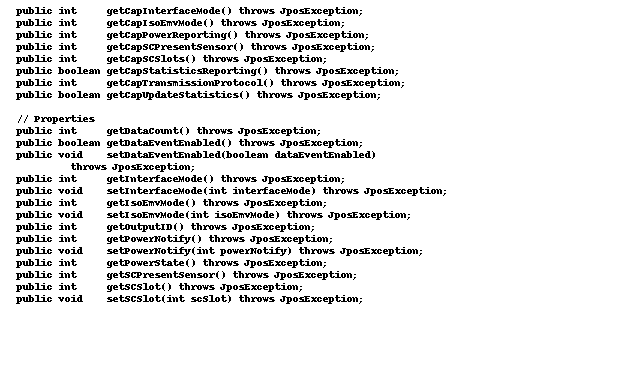 public int     getCapInterfaceMode() throws JposException;
public int     getCapIsoEmvMode() throws JposException;
public int     getCapPowerReporting() throws JposException;
public int     getCapSCPresentSensor() throws JposException;
public int     getCapSCSlots() throws JposException;
public boolean getCapStatisticsReporting() throws JposException;
public int     getCapTransmissionProtocol() throws JposException;
public boolean getCapUpdateStatistics() throws JposException;
// Properties
public int     getDataCount() throws JposException;
public boolean getDataEventEnabled() throws JposException;
public void    setDataEventEnabled(boolean dataEventEnabled)
         throws JposException;
public int     getInterfaceMode() throws JposException;
public void    setInterfaceMode(int interfaceMode) throws JposException;
public int     getIsoEmvMode() throws JposException;
public void    setIsoEmvMode(int isoEmvMode) throws JposException;
public int     getOutputID() throws JposException;
public int     getPowerNotify() throws JposException;
public void    setPowerNotify(int powerNotify) throws JposException;
public int     getPowerState() throws JposException;
public int     getSCPresentSensor() throws JposException;
public int     getSCSlot() throws JposException;
public void    setSCSlot(int scSlot) throws JposException;